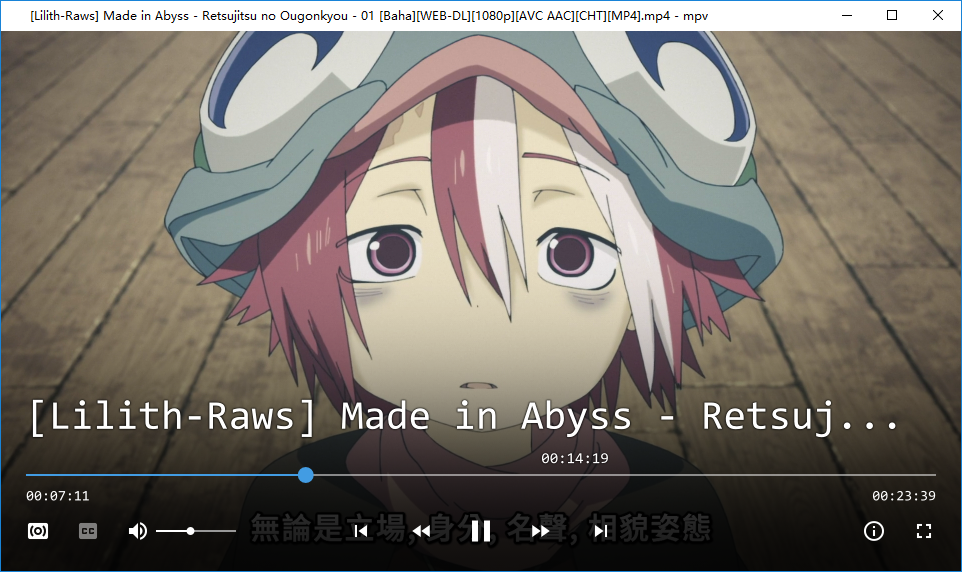 [Lilith-Raws] Made in Abyss - Retsujitsu no Ougonkyou - 01 [Baha][WEB-DL][1080p][AVC AAC][CHT][MP4].mp4 - mpv
[Lilith-Raws] Made in Abyss - Retsuj...
00:14:19
00:07:11
00:23:39
CC
無論是立場, 身分, 名聲, 相貌姿態